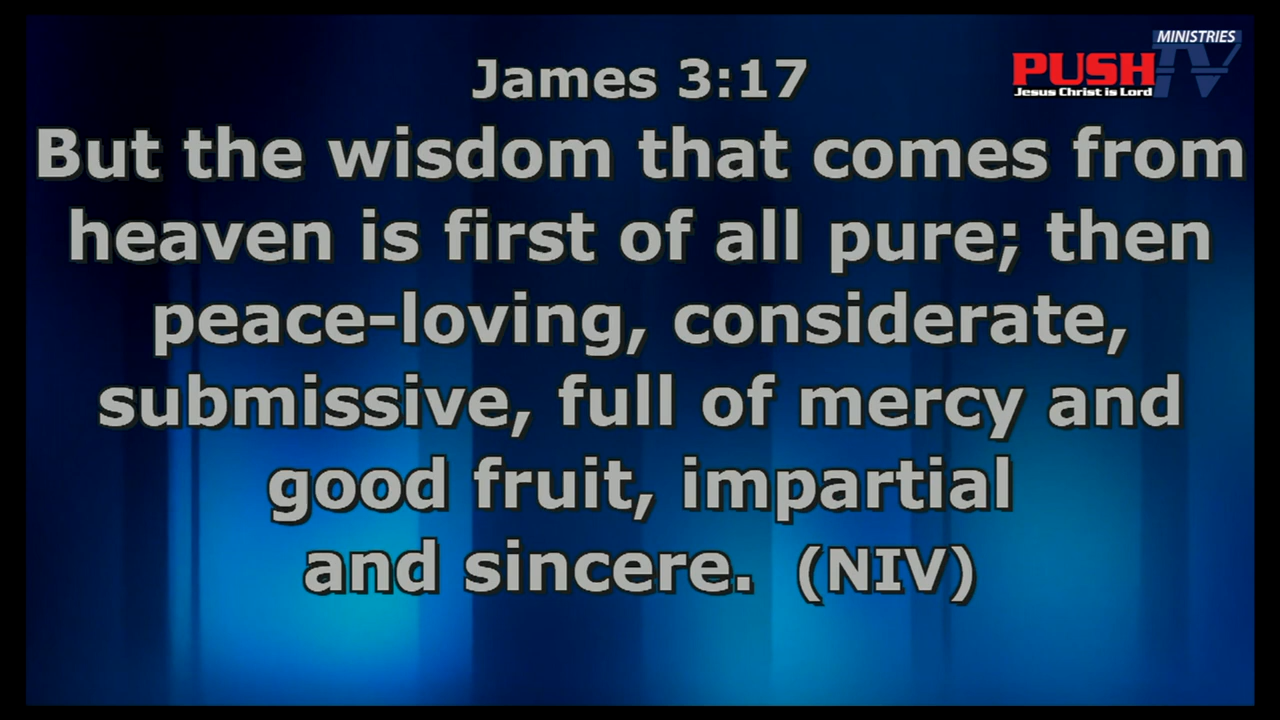 MINISTRIES
PUSH TV
Jesus Christ is Lord
James 3:17
But the wisdom that comes from
heaven is first of all pure; then
peace-loving, considerate,
submissive, full of mercy and
good fruit, impartial
and sincere. (NIV)